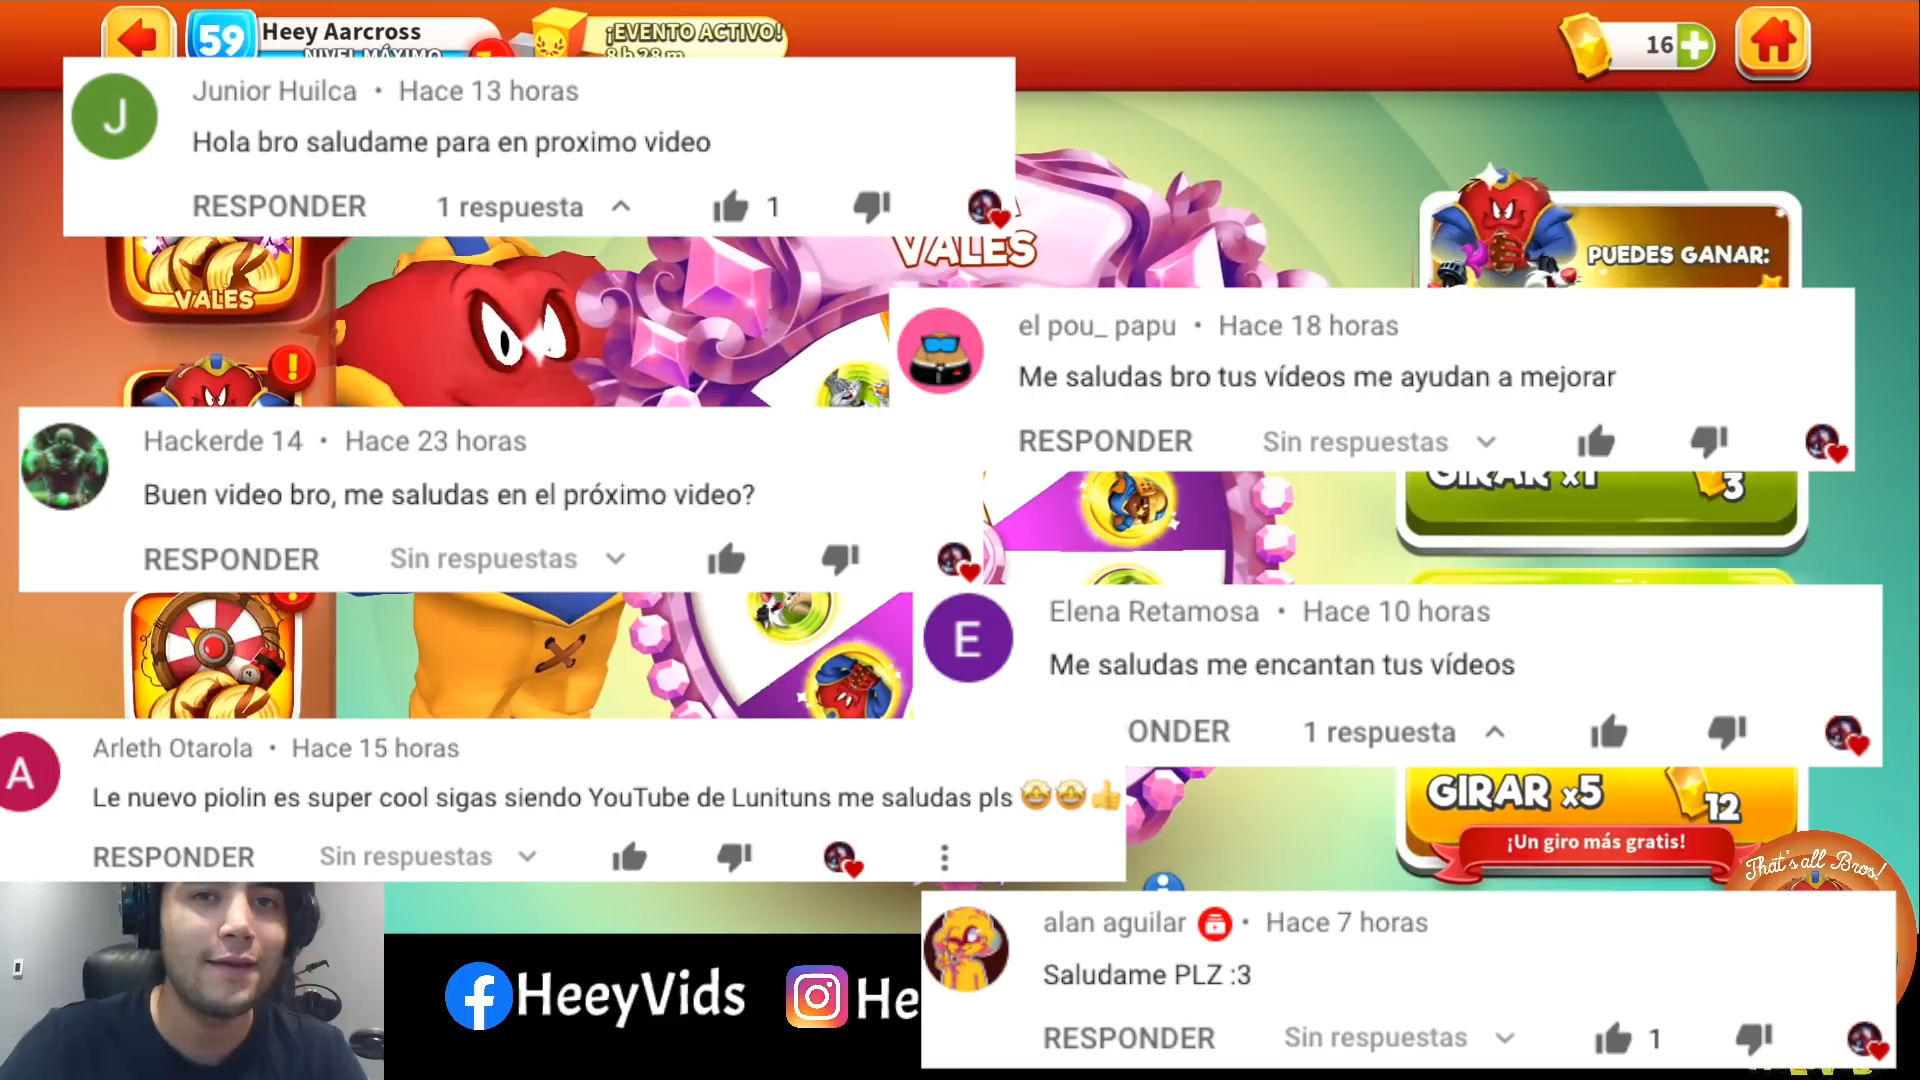 59
Heey Aarcross
NIVEL MÁXIMO
¡EVENTO ACTIVO!
8 h 28 m
16
J
Junior Huilca • Hace 13 horas
Hola bro saludame para en proximo video
RESPONDER 1 respuesta 1
VALES
VALES
PUEDES GANAR:
el pou_ papu • Hace 18 horas
Me saludas bro tus vídeos me ayudan a mejorar
RESPONDER Sin respuestas
Hackerde 14 • Hace 23 horas
Buen video bro, me saludas en el próximo video?
RESPONDER Sin respuestas
GIRAR x1
3
E
Elena Retamosa • Hace 10 horas
Me saludas me encantan tus vídeos
ONDER 1 respuesta
A
Arleth Otarola • Hace 15 horas
Le nuevo piolin es super cool sigas siendo YouTube de Lunituns me saludas pls 🤩🤩👍
RESPONDER Sin respuestas
GIRAR x5
12
¡Un giro más gratis!
That's all Bros!
alan aguilar • Hace 7 horas
Saludame PLZ :3
RESPONDER Sin respuestas 1
HeeyVids
He